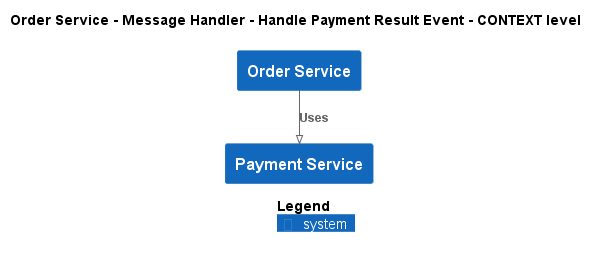 Order Service - Message Handler - Handle Payment Result Event - CONTEXT level
Order Service
Uses
Payment Service
Legend
system